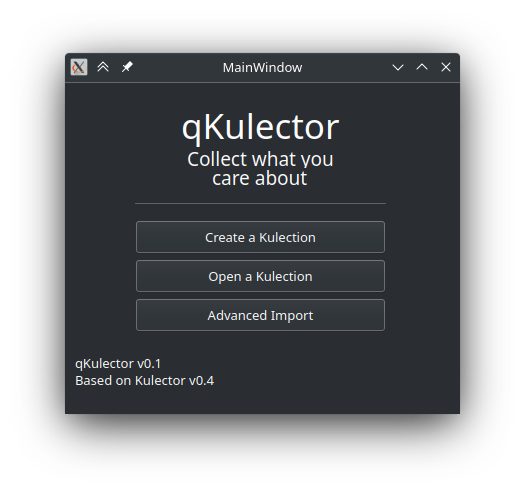 MainWindow
qKulector
Collect what you
care about
Create a Kulection
Open a Kulection
Advanced Import
qKulector v0.1
Based on Kulector v0.4